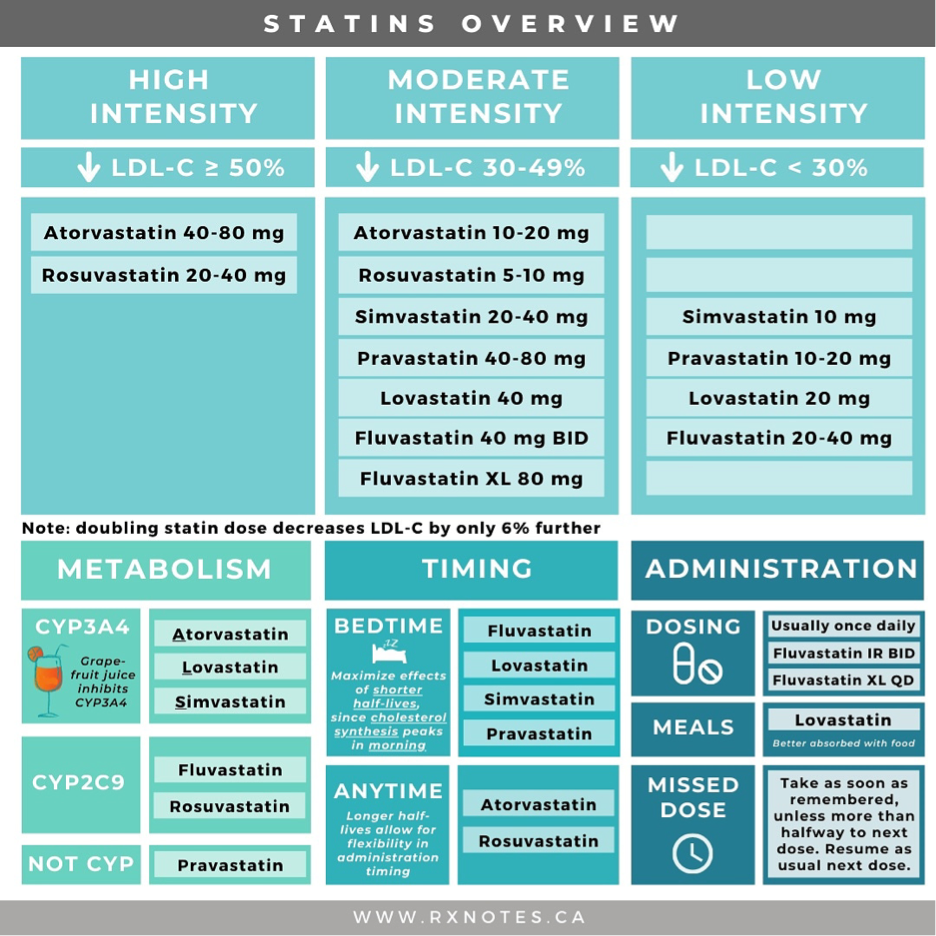 STATINS OVERVIEW
HIGH
INTENSITY
↓ LDL-C ≥ 50%
Atorvastatin 40-80 mg
Rosuvastatin 20-40 mg
MODERATE
INTENSITY
↓ LDL-C 30-49%
Atorvastatin 10-20 mg
Rosuvastatin 5-10 mg
Simvastatin 20-40 mg
Pravastatin 40-80 mg
Lovastatin 40 mg
Fluvastatin 40 mg BID
Fluvastatin XL 80 mg
LOW
INTENSITY
↓ LDL-C < 30%
Simvastatin 10 mg
Pravastatin 10-20 mg
Lovastatin 20 mg
Fluvastatin 20-40 mg
Note: doubling statin dose decreases LDL-C by only 6% further
METABOLISM
CYP3A4
Grape-
fruit juice
inhibits
CYP3A4
Atorvastatin
Lovastatin
Simvastatin
CYP2C9
Fluvastatin
Rosuvastatin
NOT CYP
Pravastatin
TIMING
BEDTIME
Maximize effects
of shorter
half-lives,
since cholesterol
synthesis peaks
in morning
Fluvastatin
Lovastatin
Simvastatin
Pravastatin
ANYTIME
Longer half-
lives allow for
flexibility in
administration
timing
Atorvastatin
Rosuvastatin
ADMINISTRATION
DOSING
Usually once daily
Fluvastatin IR BID
Fluvastatin XL QD
MEALS
Lovastatin
Better absorbed with food
MISSED
DOSE
Take as soon as
remembered,
unless more than
halfway to next
dose. Resume as
usual next dose.
WWW.RXNOTES.CA